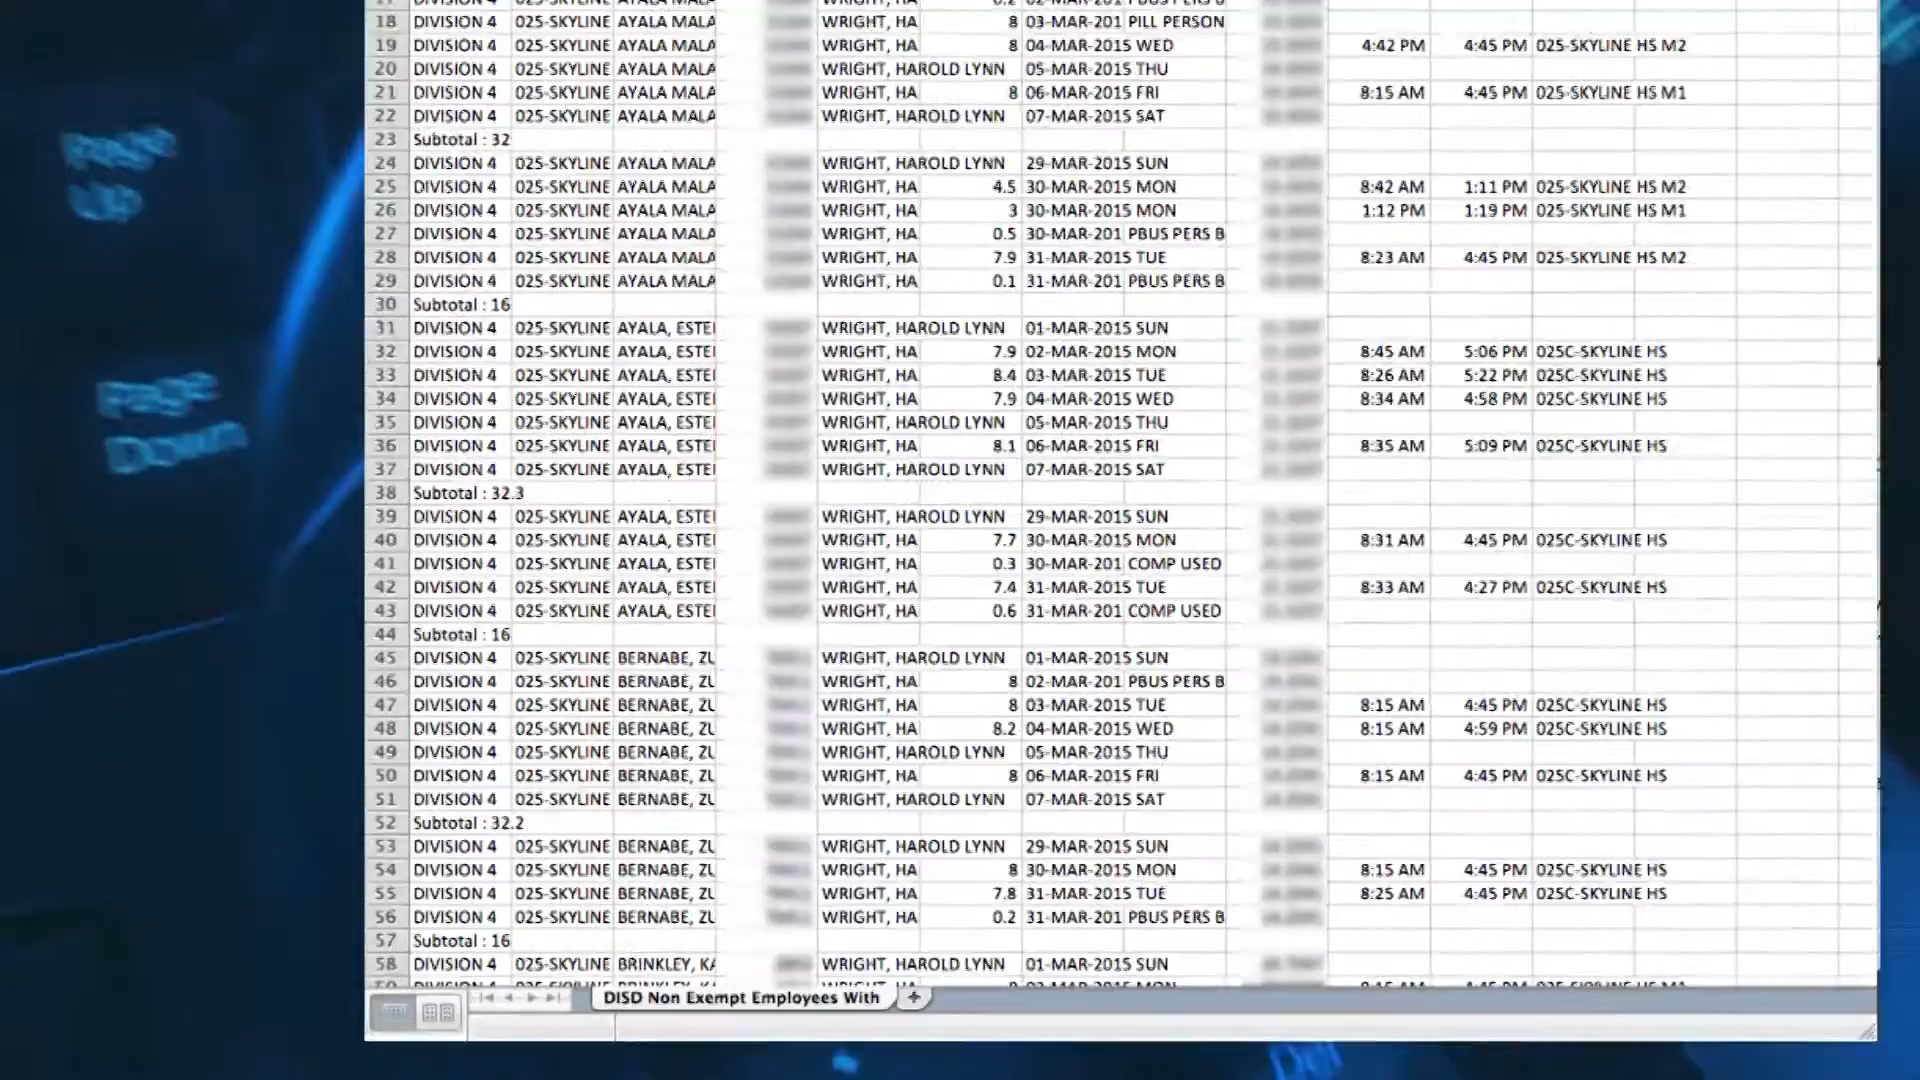 18 DIVISION 4 025-SKYLINE AYALA MALA WRIGHT, HA 8 03-MAR-201 PILL PERSON
19 DIVISION 4 025-SKYLINE AYALA MALA WRIGHT, HA 8 04-MAR-2015 WED 4:42 PM 4:45 PM 025-SKYLINE HS M2
20 DIVISION 4 025-SKYLINE AYALA MALA WRIGHT, HAROLD LYNN 05-MAR-2015 THU
21 DIVISION 4 025-SKYLINE AYALA MALA WRIGHT, HA 8 06-MAR-2015 FRI 8:15 AM 4:45 PM 025-SKYLINE HS M1
22 DIVISION 4 025-SKYLINE AYALA MALA WRIGHT, HAROLD LYNN 07-MAR-2015 SAT
23 Subtotal : 32
24 DIVISION 4 025-SKYLINE AYALA MALA WRIGHT, HAROLD LYNN 29-MAR-2015 SUN
25 DIVISION 4 025-SKYLINE AYALA MALA WRIGHT, HA 4.5 30-MAR-2015 MON 8:42 AM 1:11 PM 025-SKYLINE HS M2
26 DIVISION 4 025-SKYLINE AYALA MALA WRIGHT, HA 3 30-MAR-2015 MON 1:12 PM 1:19 PM 025-SKYLINE HS M1
27 DIVISION 4 025-SKYLINE AYALA MALA WRIGHT, HA 0.5 30-MAR-201 PBUS PERS B
28 DIVISION 4 025-SKYLINE AYALA MALA WRIGHT, HA 7.9 31-MAR-2015 TUE 8:23 AM 4:45 PM 025-SKYLINE HS M2
29 DIVISION 4 025-SKYLINE AYALA MALA WRIGHT, HA 0.1 31-MAR-201 PBUS PERS B
30 Subtotal : 16
31 DIVISION 4 025-SKYLINE AYALA, ESTEI WRIGHT, HAROLD LYNN 01-MAR-2015 SUN
32 DIVISION 4 025-SKYLINE AYALA, ESTEI WRIGHT, HA 7.9 02-MAR-2015 MON 8:45 AM 5:06 PM 025C-SKYLINE HS
33 DIVISION 4 025-SKYLINE AYALA, ESTEI WRIGHT, HA 8.4 03-MAR-2015 TUE 8:26 AM 5:22 PM 025C-SKYLINE HS
34 DIVISION 4 025-SKYLINE AYALA, ESTEI WRIGHT, HA 7.9 04-MAR-2015 WED 8:34 AM 4:58 PM 025C-SKYLINE HS
35 DIVISION 4 025-SKYLINE AYALA, ESTEI WRIGHT, HAROLD LYNN 05-MAR-2015 THU
36 DIVISION 4 025-SKYLINE AYALA, ESTEI WRIGHT, HA 8.1 06-MAR-2015 FRI 8:35 AM 5:09 PM 025C-SKYLINE HS
37 DIVISION 4 025-SKYLINE AYALA, ESTEI WRIGHT, HAROLD LYNN 07-MAR-2015 SAT
38 Subtotal : 32.3
39 DIVISION 4 025-SKYLINE AYALA, ESTEI WRIGHT, HAROLD LYNN 29-MAR-2015 SUN
40 DIVISION 4 025-SKYLINE AYALA, ESTEI WRIGHT, HA 7.7 30-MAR-2015 MON 8:31 AM 4:45 PM 025C-SKYLINE HS
41 DIVISION 4 025-SKYLINE AYALA, ESTEI WRIGHT, HA 0.3 30-MAR-201 COMP USED
42 DIVISION 4 025-SKYLINE AYALA, ESTEI WRIGHT, HA 7.4 31-MAR-2015 TUE 8:33 AM 4:27 PM 025C-SKYLINE HS
43 DIVISION 4 025-SKYLINE AYALA, ESTEI WRIGHT, HA 0.6 31-MAR-201 COMP USED
44 Subtotal : 16
45 DIVISION 4 025-SKYLINE BERNABE, ZU WRIGHT, HAROLD LYNN 01-MAR-2015 SUN
46 DIVISION 4 025-SKYLINE BERNABE, ZU WRIGHT, HA 8 02-MAR-201 PBUS PERS B
47 DIVISION 4 025-SKYLINE BERNABE, ZU WRIGHT, HA 8 03-MAR-2015 TUE 8:15 AM 4:45 PM 025C-SKYLINE HS
48 DIVISION 4 025-SKYLINE BERNABE, ZU WRIGHT, HA 8.2 04-MAR-2015 WED 8:15 AM 4:59 PM 025C-SKYLINE HS
49 DIVISION 4 025-SKYLINE BERNABE, ZU WRIGHT, HAROLD LYNN 05-MAR-2015 THU
50 DIVISION 4 025-SKYLINE BERNABE, ZU WRIGHT, HA 8 06-MAR-2015 FRI 8:15 AM 4:45 PM 025C-SKYLINE HS
51 DIVISION 4 025-SKYLINE BERNABE, ZU WRIGHT, HAROLD LYNN 07-MAR-2015 SAT
52 Subtotal : 32.2
53 DIVISION 4 025-SKYLINE BERNABE, ZU WRIGHT, HAROLD LYNN 29-MAR-2015 SUN
54 DIVISION 4 025-SKYLINE BERNABE, ZU WRIGHT, HA 8 30-MAR-2015 MON 8:15 AM 4:45 PM 025C-SKYLINE HS
55 DIVISION 4 025-SKYLINE BERNABE, ZU WRIGHT, HA 7.8 31-MAR-2015 TUE 8:25 AM 4:45 PM 025C-SKYLINE HS
56 DIVISION 4 025-SKYLINE BERNABE, ZU WRIGHT, HA 0.2 31-MAR-201 PBUS PERS B
57 Subtotal : 16
58 DIVISION 4 025-SKYLINE BRINKLEY, KA WRIGHT, HAROLD LYNN 01-MAR-2015 SUN
DISD Non Exempt Employees With
PAGE
UP
PAGE
DOWN
Del